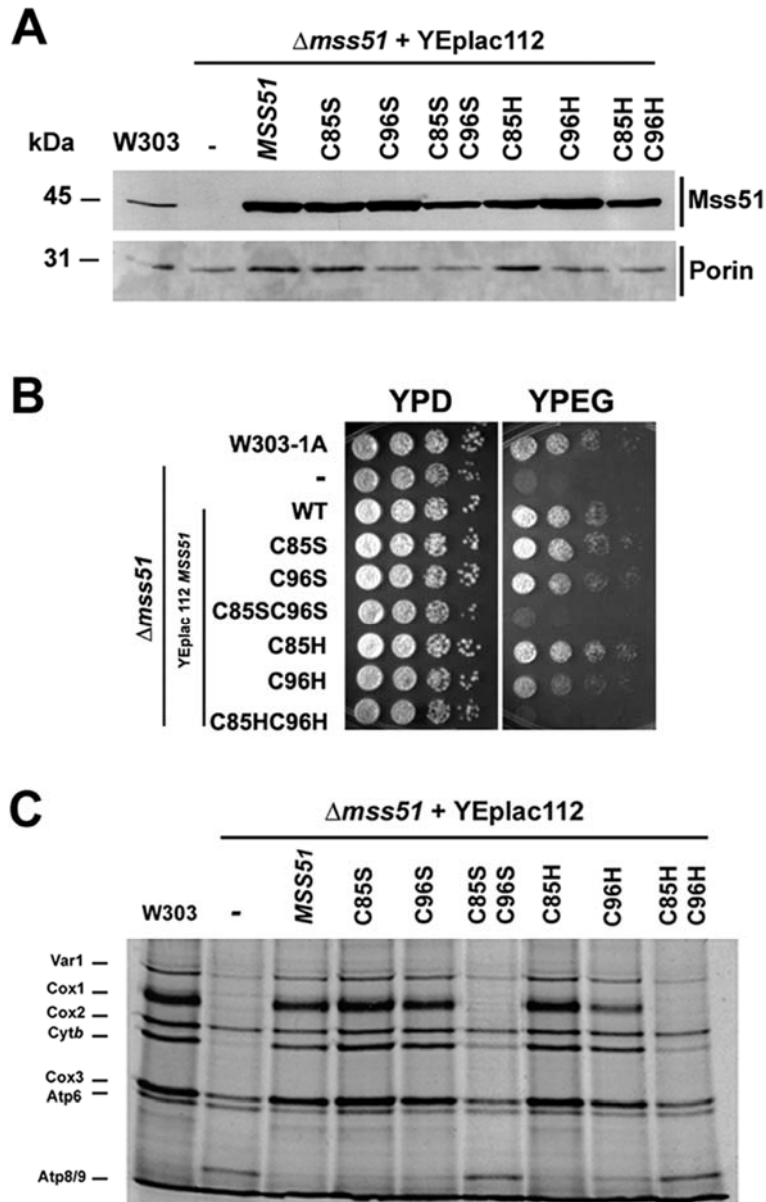 A
Δmss51 + YEplac112
kDa W303 - MSS51 C85S C96S C85S C96S C85H C96H C85H C96H
45 Mss51
31 Porin
B
YPD YPEG
W303-1A
-
WT
C85S
C96S
C85SC96S
C85H
C96H
C85HC96H
Δmss51
YEplac 112 MSS51
C
Δmss51 + YEplac112
W303 - MSS51 C85S C96S C85S C96S C85H C96H C85H C96H
Var1
Cox1
Cox2
Cytb
Cox3
Atp6
Atp8/9